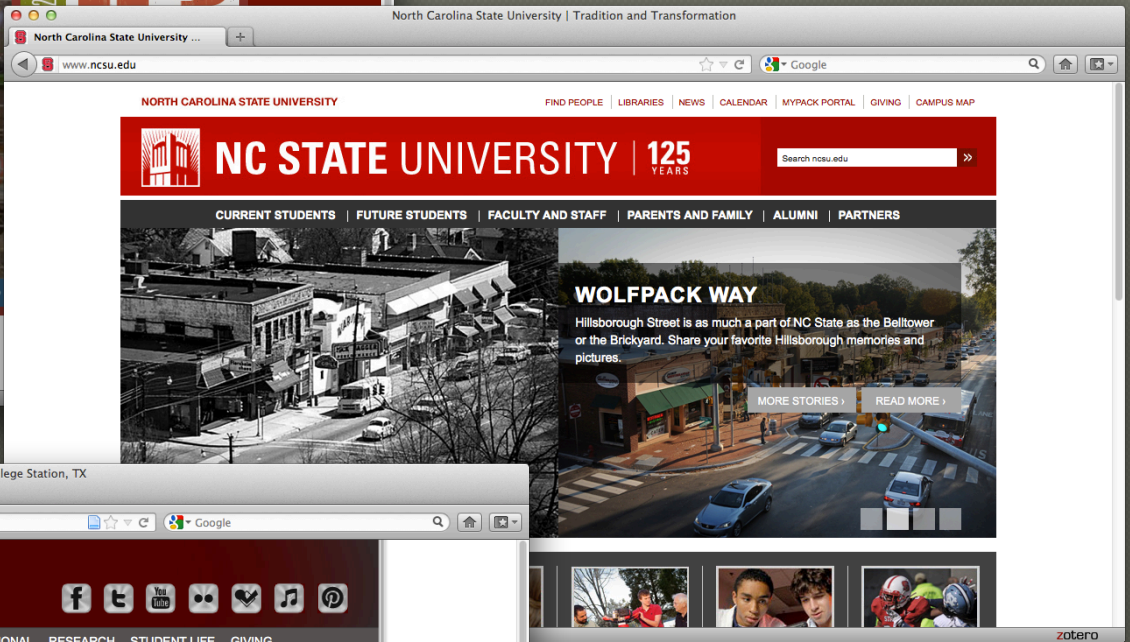 North Carolina State University | Tradition and Transformation
North Carolina State University ...
www.ncsu.edu
Google
NORTH CAROLINA STATE UNIVERSITY
FIND PEOPLE | LIBRARIES | NEWS | CALENDAR | MYPACK PORTAL | GIVING | CAMPUS MAP
NC STATE UNIVERSITY | 125 YEARS
Search ncsu.edu »
CURRENT STUDENTS | FUTURE STUDENTS | FACULTY AND STAFF | PARENTS AND FAMILY | ALUMNI | PARTNERS
WOLFPACK WAY
Hillsborough Street is as much a part of NC State as the Belltower
or the Brickyard. Share your favorite Hillsborough memories and
pictures.
MORE STORIES ›
READ MORE ›
lege Station, TX
Google
You Tube
IONAL RESEARCH STUDENT LIFE GIVING
zotero